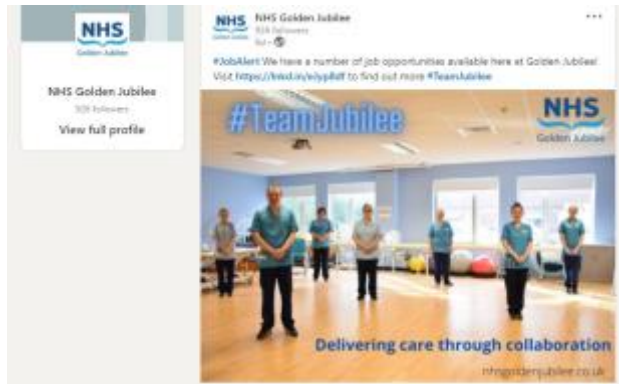 NHS
Golden Jubilee
NHS Golden Jubilee
followers
View full profile
NHS
NHS Golden Jubilee
followers
#JobAlert We have a number of job opportunities available here at Golden Jubilee!
Visit to find out more #TeamJubilee
#TeamJubilee
NHS
Golden Jubilee
Delivering care through collaboration
nhsgoldenjubilee.co.uk